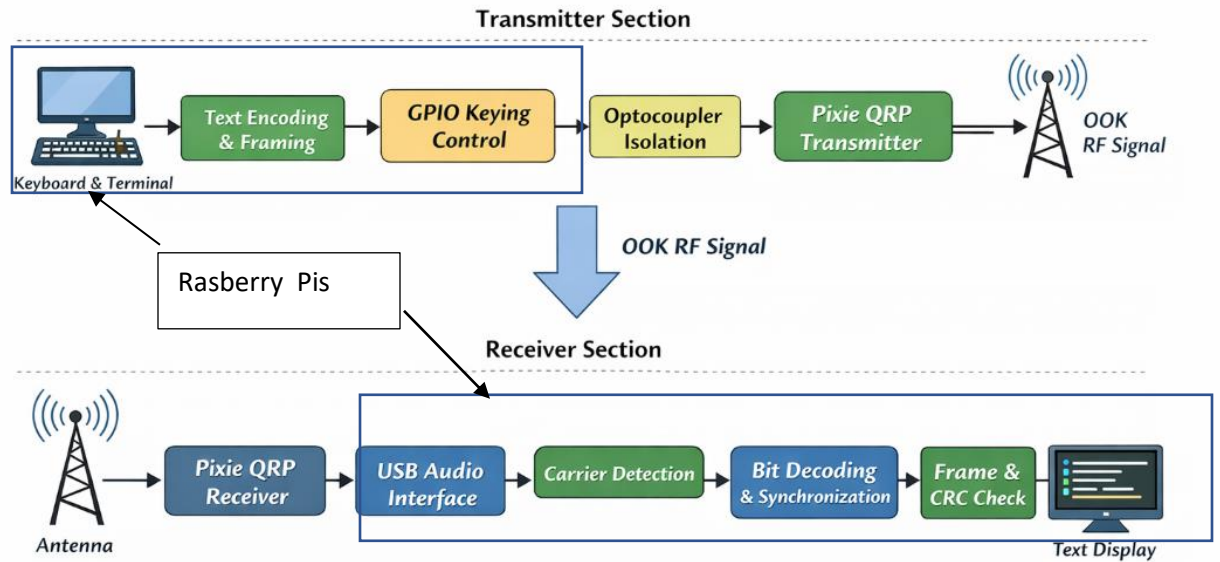 Transmitter Section
Keyboard & Terminal
Text Encoding
& Framing
GPIO Keying
Control
Optocoupler
Isolation
Pixie QRP
Transmitter
OOK
RF Signal
OOK RF Signal
Rasberry Pis
Receiver Section
Antenna
Pixie QRP
Receiver
USB Audio
Interface
Carrier Detection
Bit Decoding
& Synchronization
Frame &
CRC Check
Text Display